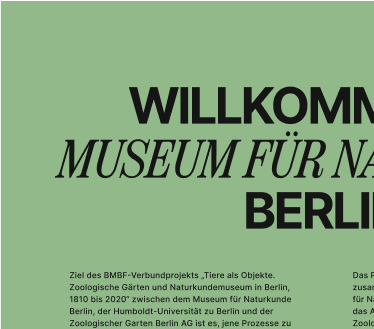 WILLKOMM
MUSEUM FÜR NA
BERLI
Ziel des BMBF-Verbundprojekts „Tiere als Objekte.
Zoologische Gärten und Naturkundemuseum in Berlin,
1810 bis 2020“ zwischen dem Museum für Naturkunde
Berlin, der Humboldt-Universität zu Berlin und der
Zoologischer Garten Berlin AG ist es, jene Prozesse zu
Das
zusa
für N
das
Zool